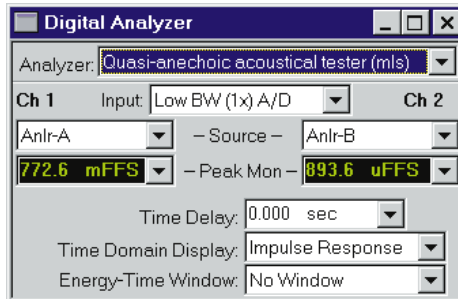 Digital Analyzer
Analyzer: Quasi-anechoic acoustical tester (mls)
Ch 1 Input: Low BW (1x) A/D Ch 2
Anlr-A – Source – Anlr-B
772.6 mFFS – Peak Mon – 893.6 uFFS
Time Delay: 0.000 sec
Time Domain Display: Impulse Response
Energy-Time Window: No Window